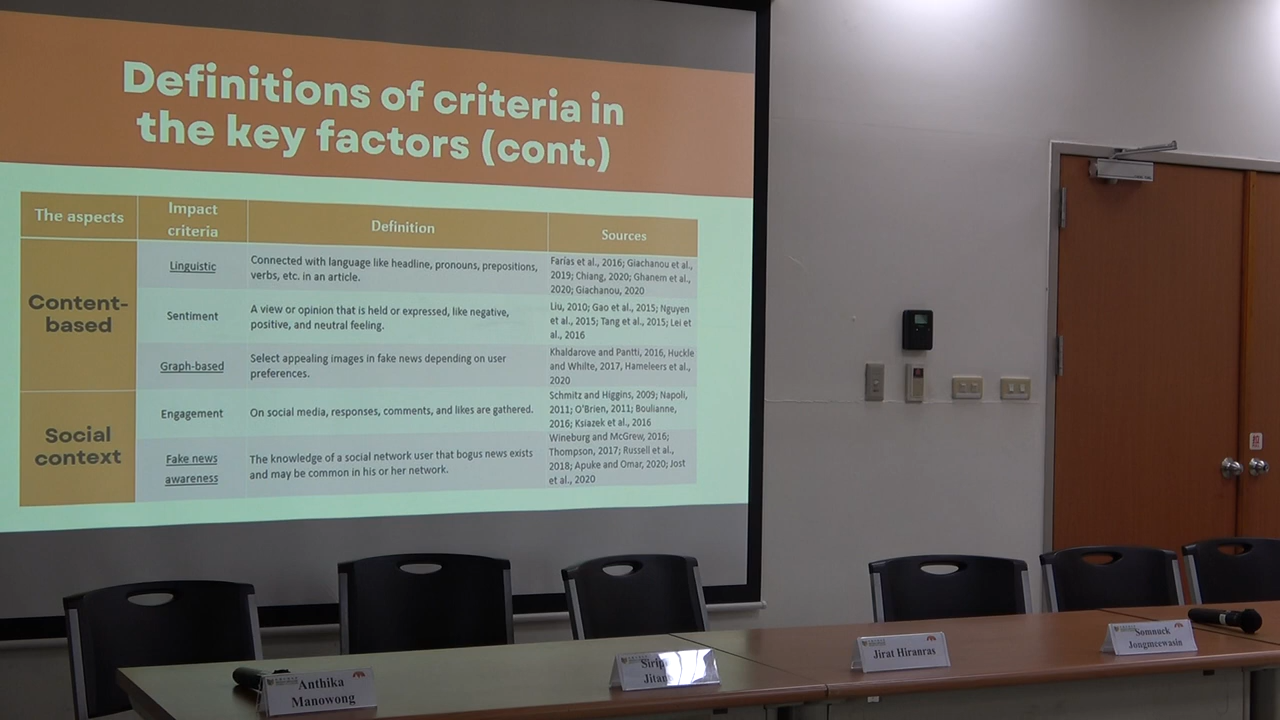 Definitions of criteria in
the key factors (cont.)
The aspects
Impact
criteria
Definition
Sources
Content-
based
Linguistic
Connected with language like headline, pronouns, prepositions,
verbs, etc. in an article.
Farías et al., 2016; Giachanou et al.,
2019; Chiang, 2020; Ghanem et al.,
2020; Giachanou, 2020
Sentiment
A view or opinion that is held or expressed, like negative,
positive, and neutral feeling.
Liu, 2010; Gao et al., 2015; Nguyen
et al., 2015; Tang et al., 2015; Lei et
al., 2016
Graph-based
Select appealing images in fake news depending on user
preferences.
Khaldarove and Pantti, 2016, Huckle
and Whilte, 2017, Hameleers et al.,
2020
Social
context
Engagement
On social media, responses, comments, and likes are gathered.
Schmitz and Higgins, 2009; Napoli,
2011; O'Brien, 2011; Boulianne,
2016; Ksiazek et al., 2016
Fake news
awareness
The knowledge of a social network user that bogus news exists
and may be common in his or her network.
Wineburg and McGrew, 2016;
Thompson, 2017; Russell et al.,
2018; Apuke and Omar, 2020; Jost
et al., 2020
Anthika
Manowong
Jirat Hiranras
Somnuck
Jongmeewasin